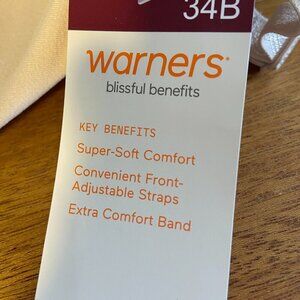 34B
warners®
blissful benefits
KEY BENEFITS
Super-Soft Comfort
Convenient Front-
Adjustable Straps
Extra Comfort Band